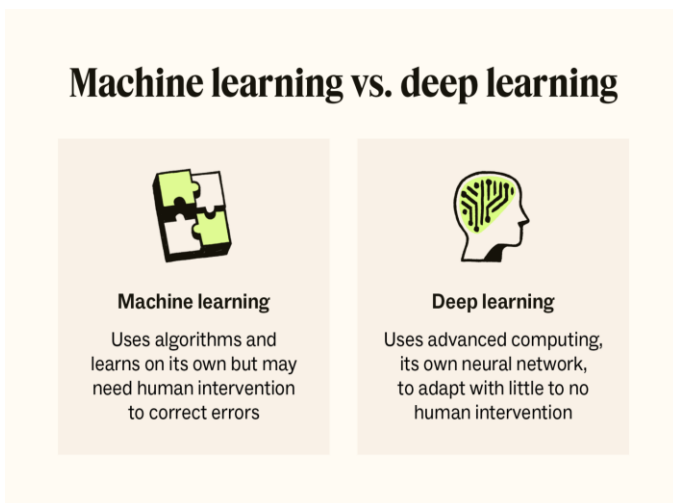 Machine learning vs. deep learning
Machine learning
Uses algorithms and
learns on its own but may
need human intervention
to correct errors
Deep learning
Uses advanced computing,
its own neural network,
to adapt with little to no
human intervention